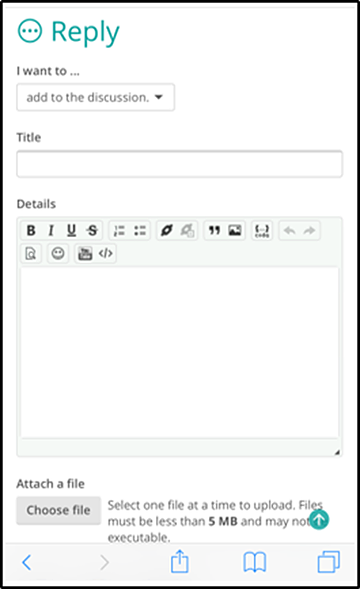 Reply
I want to ...
add to the discussion.
Title
Details
B I U S
Attach a file
Choose file
Select one file at a time to upload. Files
must be less than 5 MB and may not
executable.